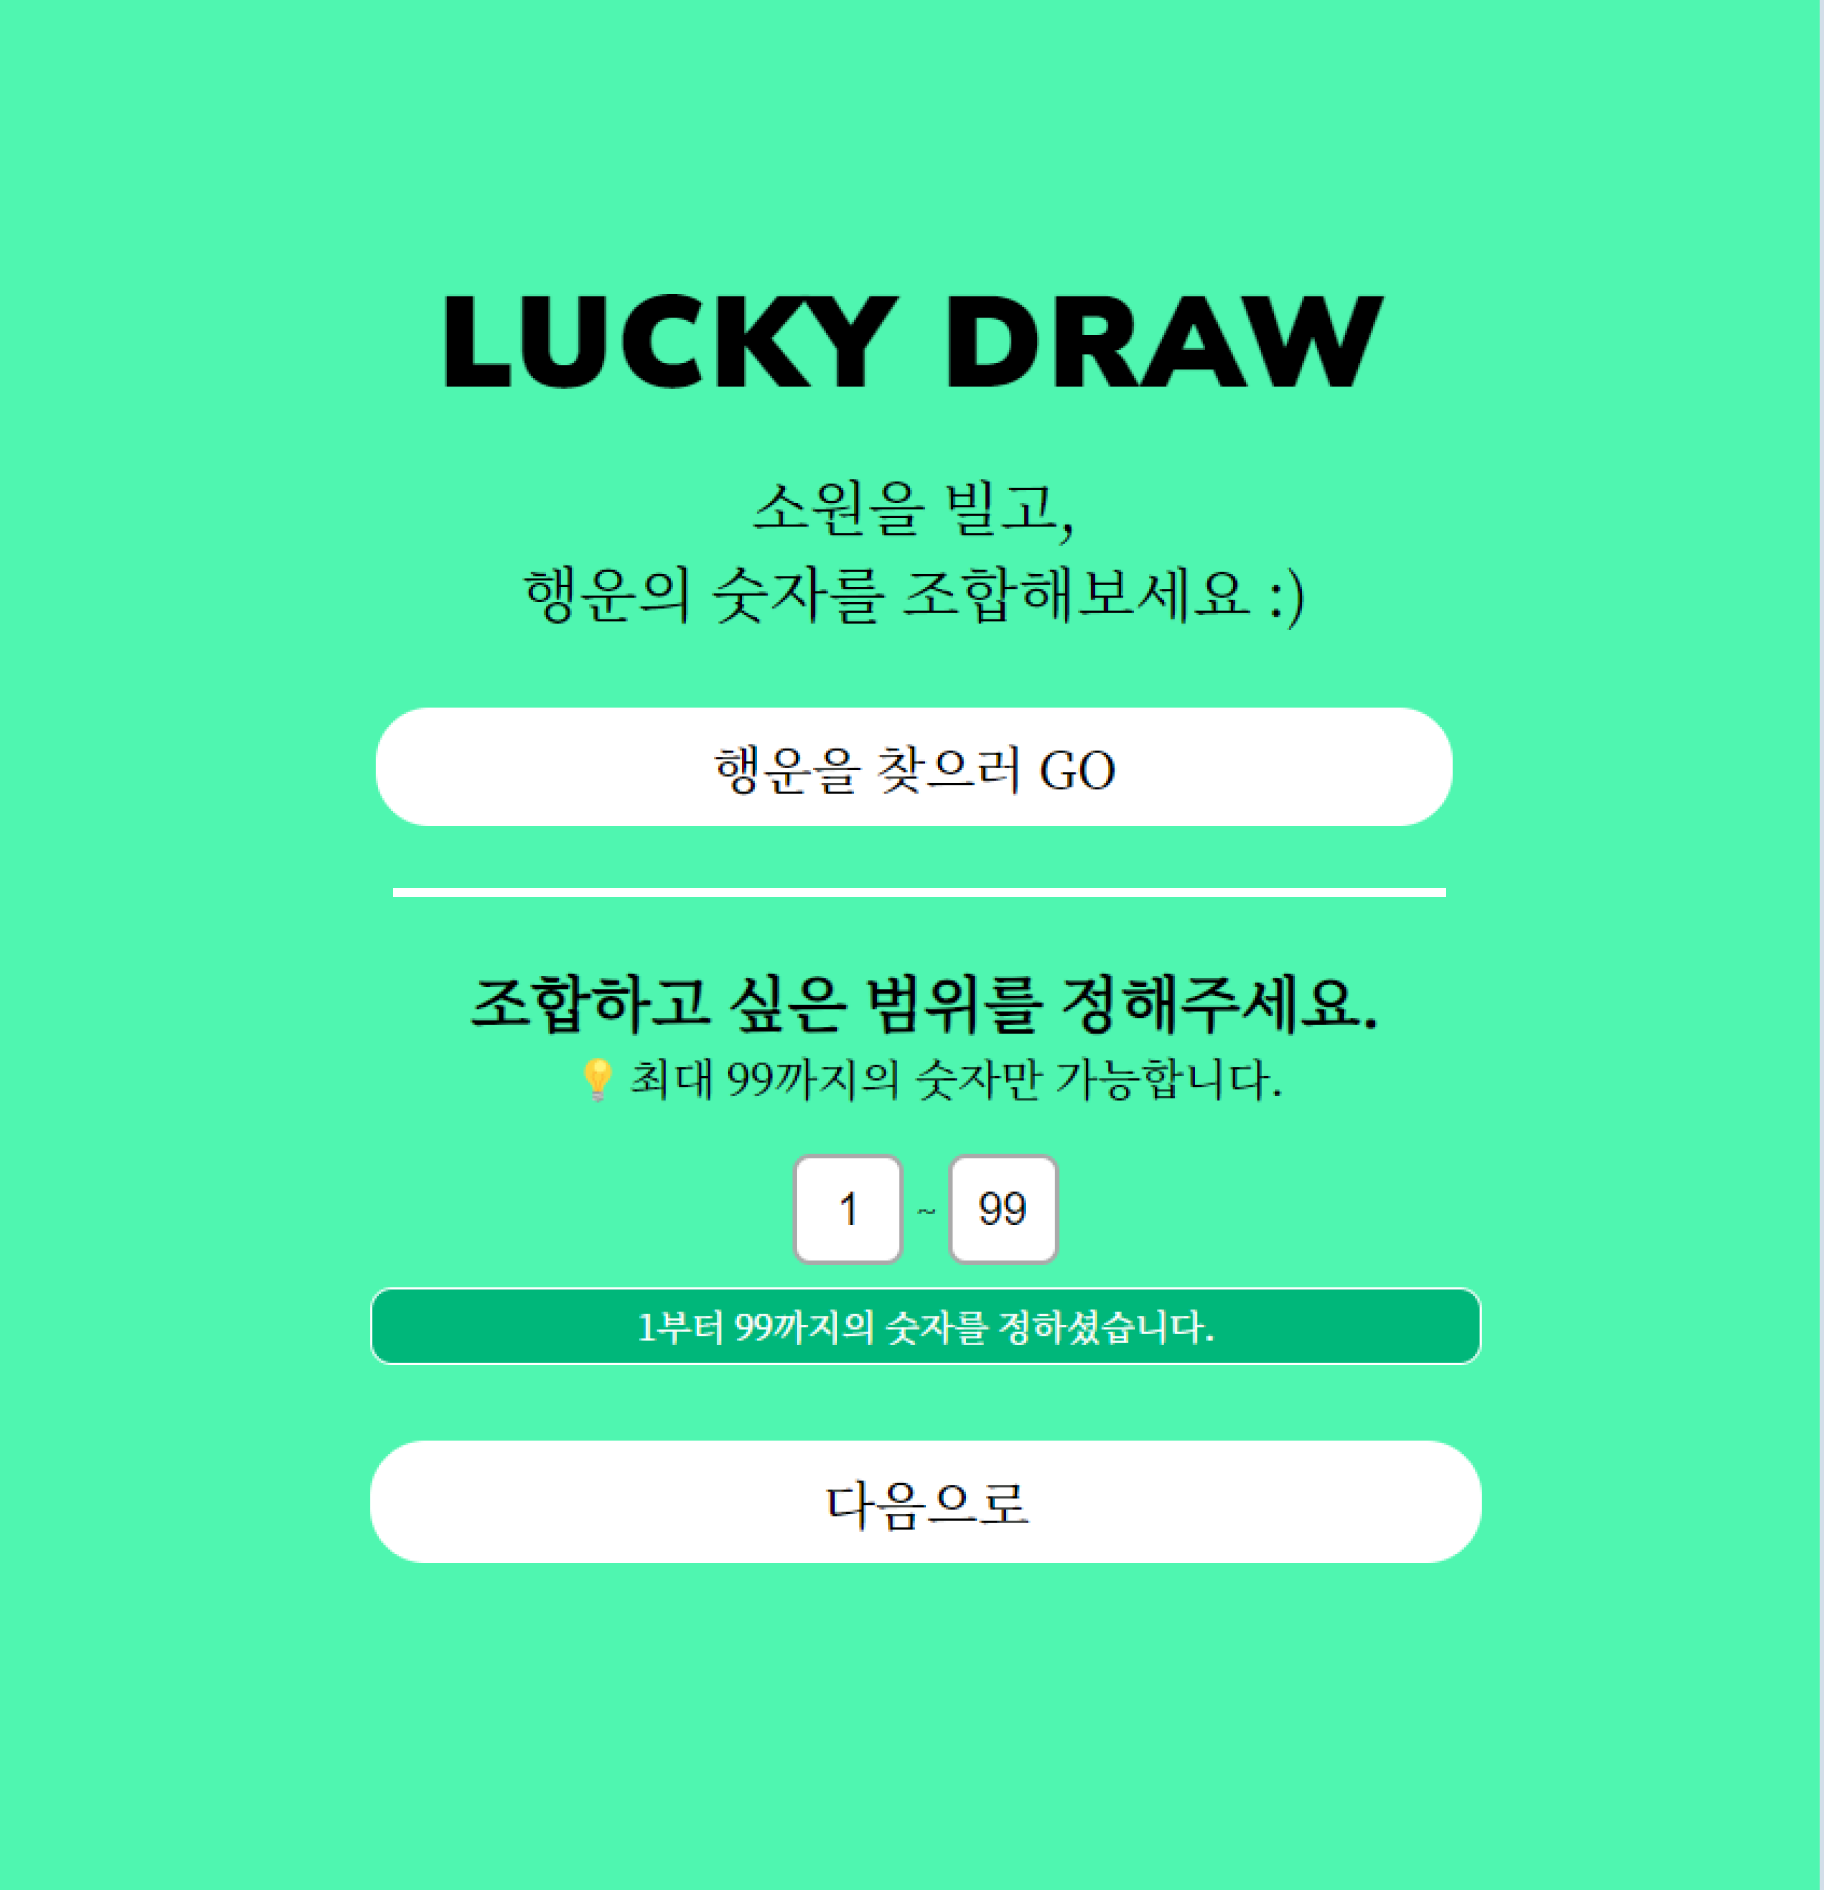 LUCKY DRAW
소원을 빌고,
행운의 숫자를 조합해보세요 :)
행운을 찾으러 GO
조합하고 싶은 범위를 정해주세요.
💡 최대 99까지의 숫자만 가능합니다.
1 ~ 99
1부터 99까지의 숫자를 정하셨습니다.
다음으로